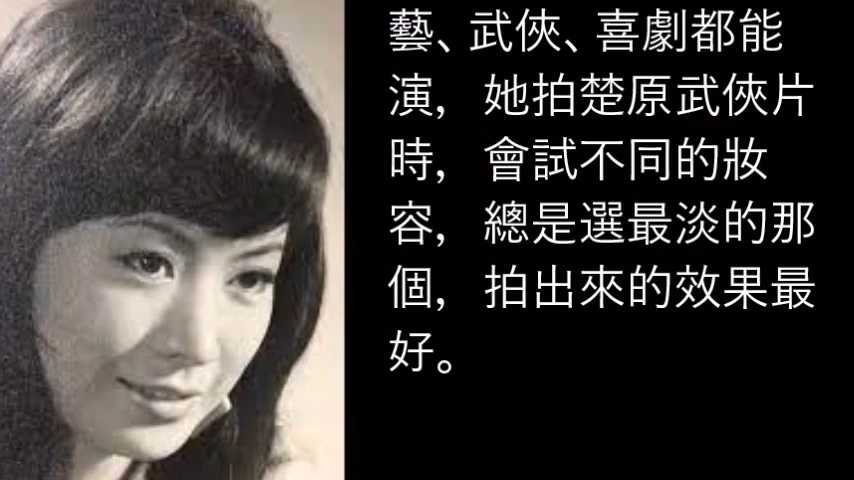 藝、武俠、喜劇都能
演， 她拍楚原武俠片
時， 會試不同的妝
容， 總是選最淡的那
個， 拍出來的效果最
好。